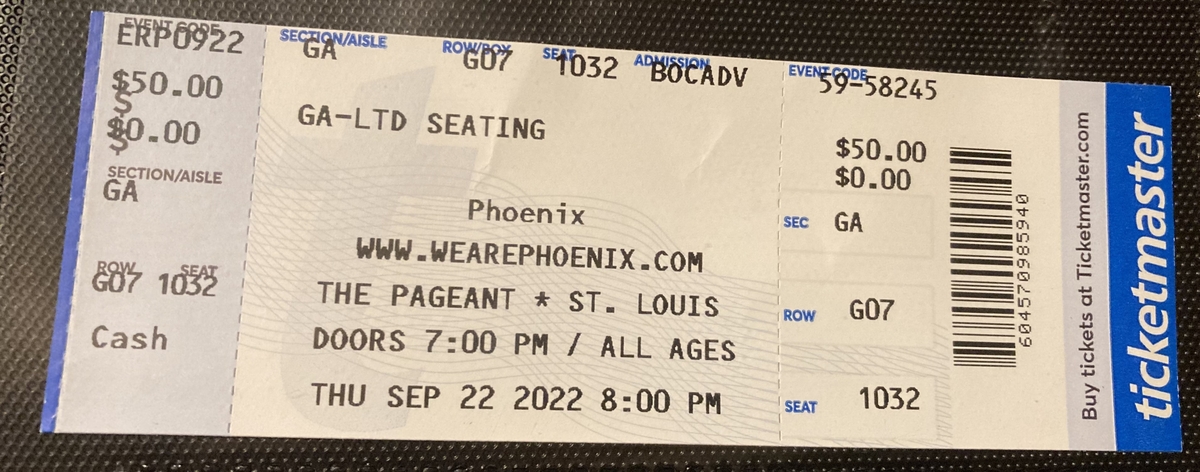 EVENT CODE
ERP0922
$50.00
$
$0.00
$
SECTION/AISLE
GA
ROW SEAT
G07 1032
Cash
SECTION/AISLE ROW/BOX SEAT ADMISSION
GA G07 1032 BOCADV
GA-LTD SEATING
Phoenix
WWW.WEAREPHOENIX.COM
THE PAGEANT * ST. LOUIS
DOORS 7:00 PM / ALL AGES
THU SEP 22 2022 8:00 PM
EVENT CODE
59-58245
$50.00
$0.00
SEC GA
ROW G07
SEAT 1032
604570985940
Buy tickets at Ticketmaster.com
ticketmaster